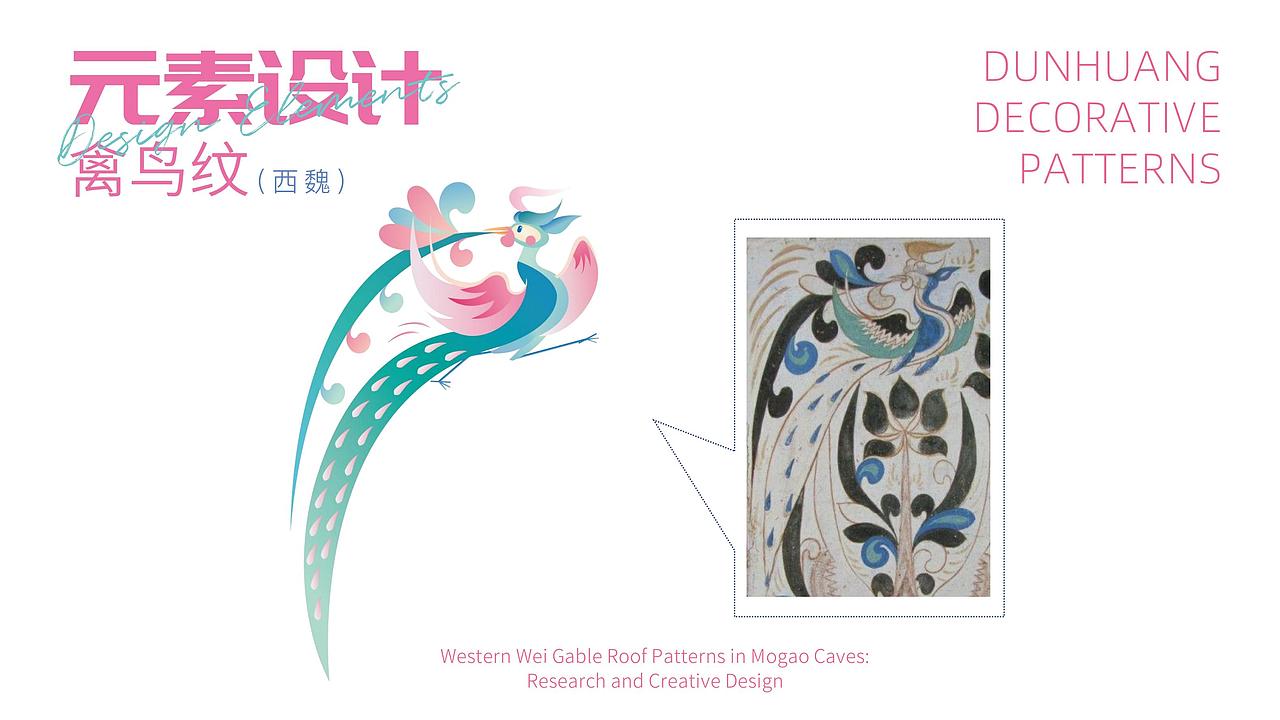 元素设计
Design Elements
禽鸟纹(西魏)
DUNHUANG
DECORATIVE
PATTERNS
Western Wei Gable Roof Patterns in Mogao Caves:
Research and Creative Design